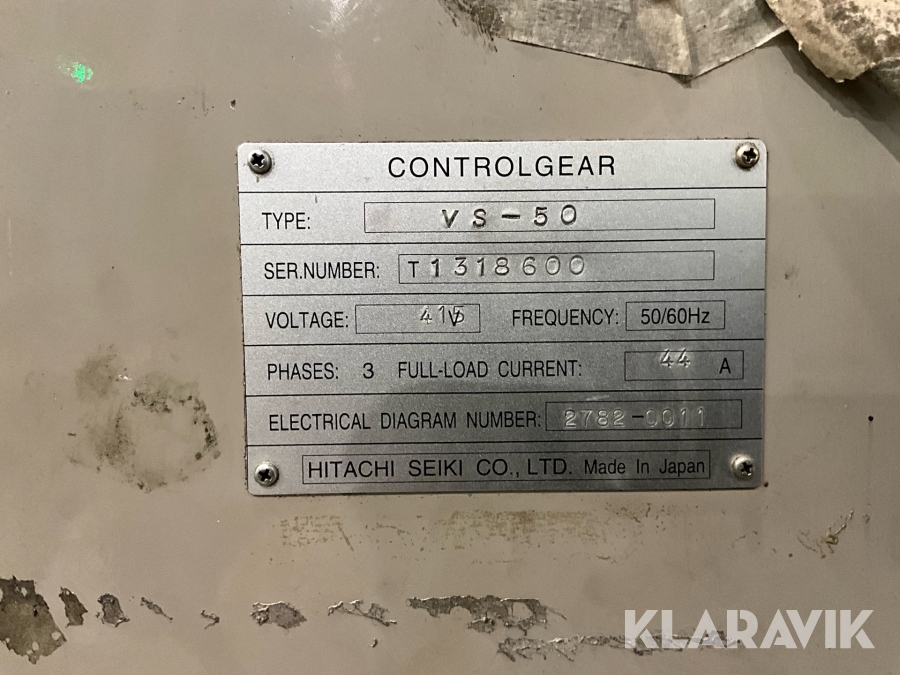 CONTROLGEAR
TYPE: VS-50
SER.NUMBER: T1318600
VOLTAGE: 415V FREQUENCY: 50/60Hz
PHASES: 3 FULL-LOAD CURRENT: 44 A
ELECTRICAL DIAGRAM NUMBER: 2782-0011
HITACHI SEIKI CO., LTD. Made In Japan
KLARAVIK